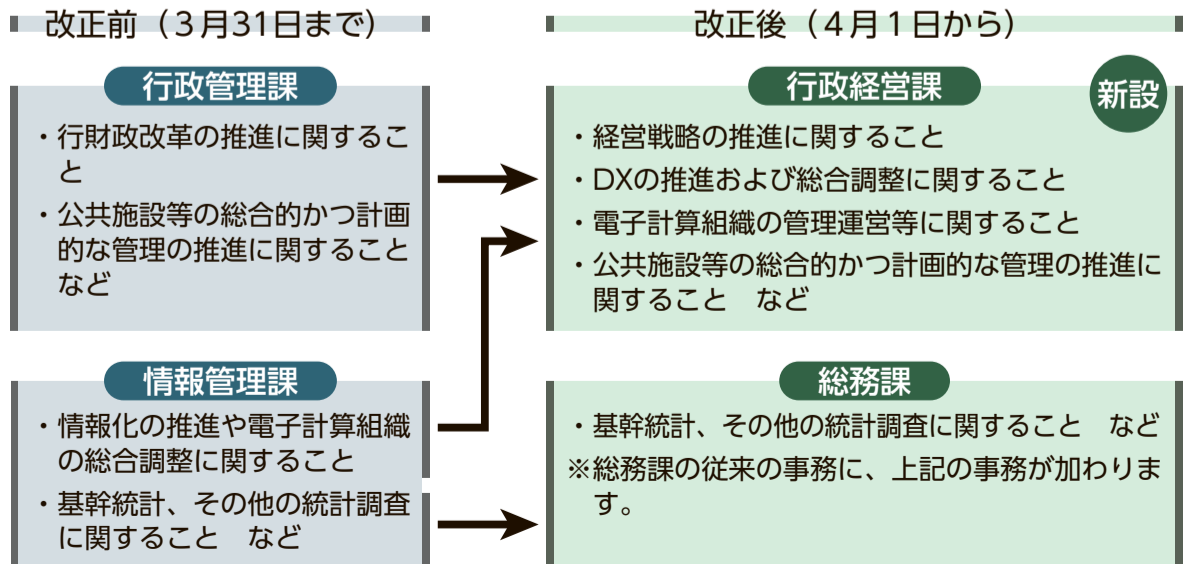 改正前（３月31日まで）
行政管理課
・行財政改革の推進に関するこ
と
・公共施設等の総合的かつ計画
的な管理の推進に関すること
など
情報管理課
・情報化の推進や電子計算組織
の総合調整に関すること
・基幹統計、その他の統計調査
に関すること　など
改正後（４月１日から）
行政経営課
新設
・経営戦略の推進に関すること
・DXの推進および総合調整に関すること
・電子計算組織の管理運営等に関すること
・公共施設等の総合的かつ計画的な管理の推進に
関すること　など
総務課
・基幹統計、その他の統計調査に関すること　など
※総務課の従来の事務に、上記の事務が加わりま
す。